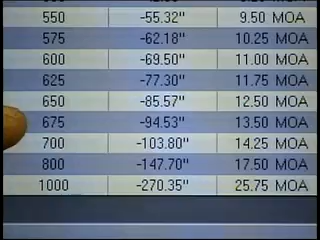 550 -55.32" 9.50 MOA
575 -62.18" 10.25 MOA
600 -69.50" 11.00 MOA
625 -77.30" 11.75 MOA
650 -85.57" 12.50 MOA
675 -94.53" 13.50 MOA
700 -103.80" 14.25 MOA
800 -147.70" 17.50 MOA
1000 -270.35" 25.75 MOA